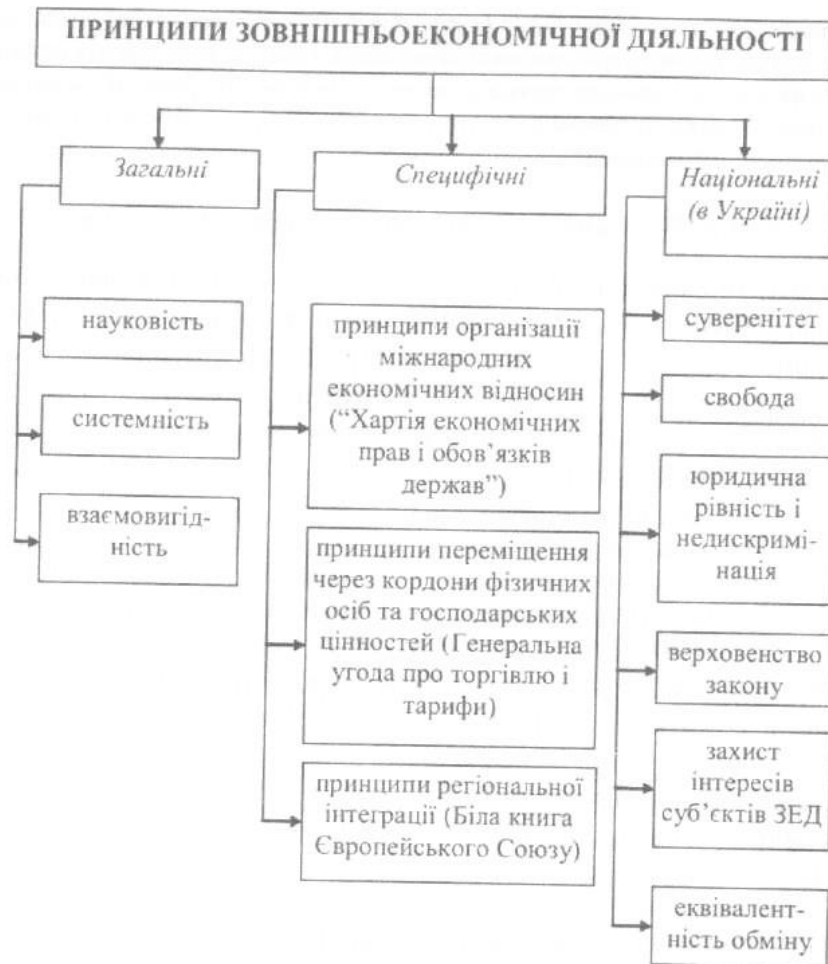 ПРИНЦИПИ ЗОВНІШНЬОЕКОНОМІЧНОЇ ДІЯЛЬНОСТІ
Загальні
науковість
системність
взаємовигід-
ність
Специфічні
принципи організації
міжнародних
економічних відносин
(“Хартія економічних
прав і обов’язків
держав”)
принципи переміщення
через кордони фізичних
осіб та господарських
цінностей (Генеральна
угода про торгівлю і
тарифи)
принципи регіональної
інтеграції (Біла книга
Європейського Союзу)
Національні
(в Україні)
суверенітет
свобода
юридична
рівність і
недискримі-
нація
верховенство
закону
захист
інтересів
суб’єктів ЗЕД
еквівалент-
ність обміну